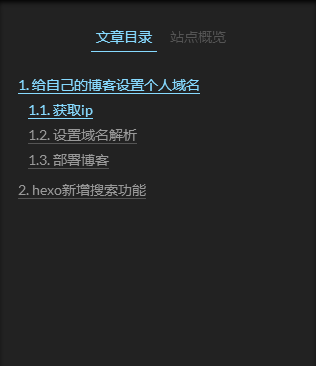 文章目录 站点概览
1. 给自己的博客设置个人域名
1.1. 获取ip
1.2. 设置域名解析
1.3. 部署博客
2. hexo新增搜索功能